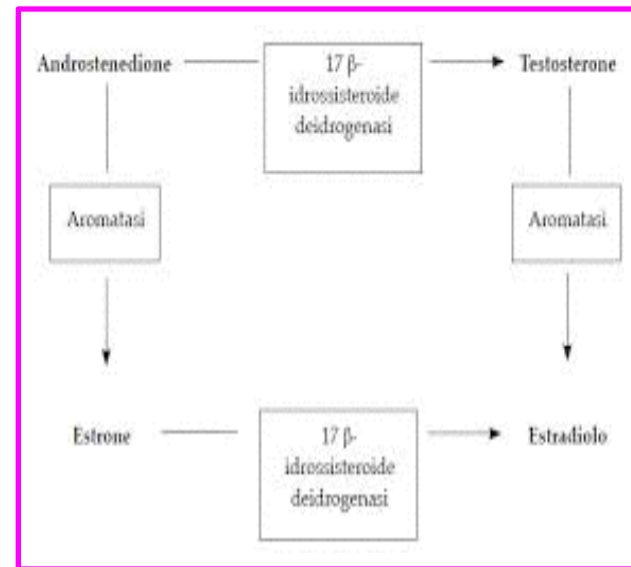 Androstenedione
17 β-
idrossisteroide
deidrogenasi
Testosterone
Aromatasi
Aromatasi
Estrone
17 β-
idrossisteroide
deidrogenasi
Estradiolo